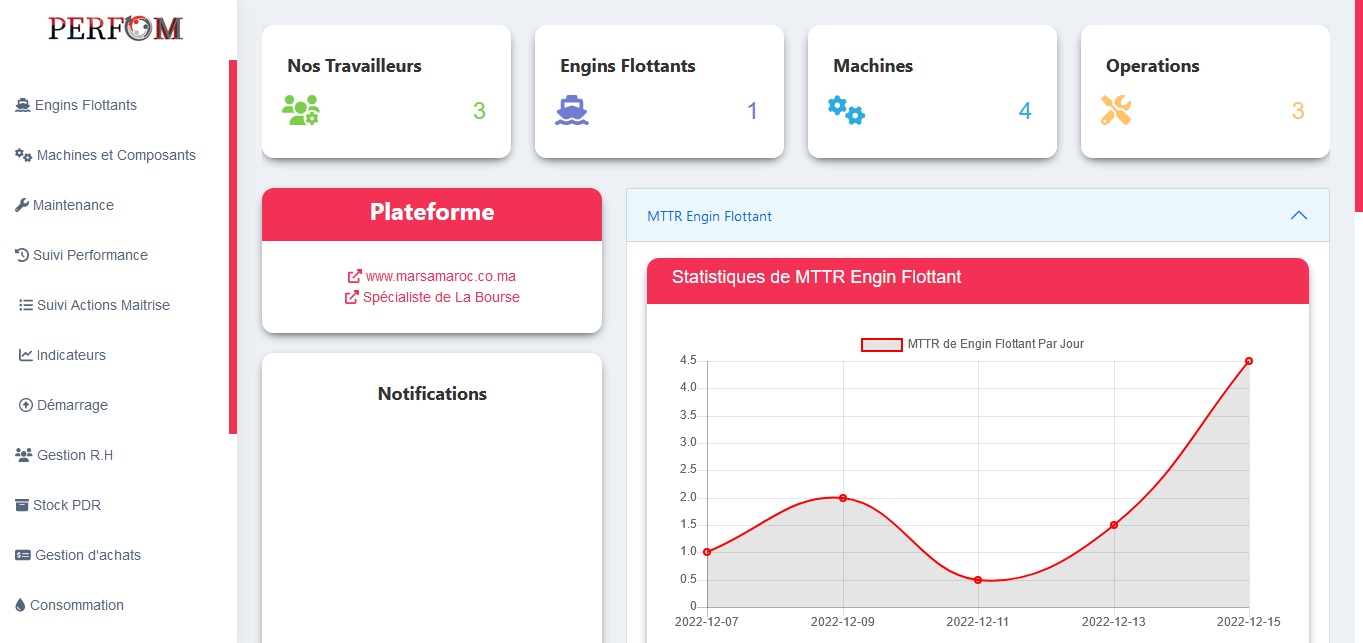 PERFOM
Engins Flottants
Machines et Composants
Maintenance
Suivi Performance
Suivi Actions Maitrise
Indicateurs
Démarrage
Gestion R.H
Stock PDR
Gestion d'achats
Consommation
Nos Travailleurs
3
Engins Flottants
1
Machines
4
Operations
3
Plateforme
www.marsamaroc.co.ma
Spécialiste de La Bourse
Notifications
MTTR Engin Flottant
Statistiques de MTTR Engin Flottant
MTTR de Engin Flottant Par Jour
4.5
4.0
3.5
3.0
2.5
2.0
1.5
1.0
0.5
0
2022-12-07 2022-12-09 2022-12-11 2022-12-13 2022-12-15